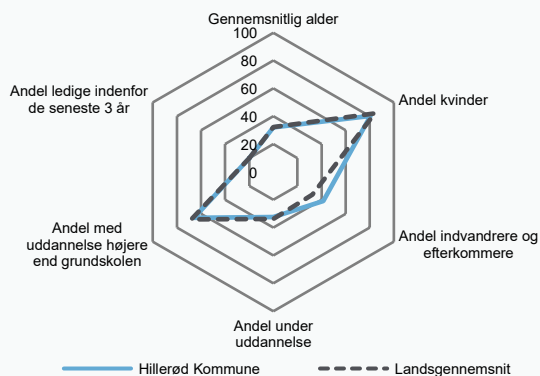 Gennemsnitlig alder
100
80
60
40
20
0
Andel kvinder
Andel indvandrere og
efterkommere
Andel under
uddannelse
Andel med
uddannelse højere
end grundskolen
Andel ledige indenfor
de seneste 3 år
Hillerød Kommune
Landsgennemsnit